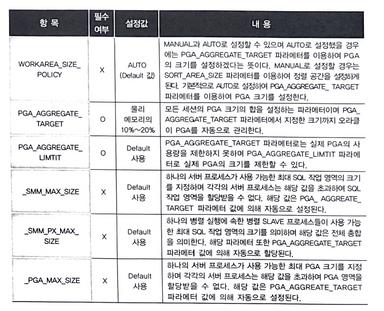 항 목 필수 여부 설정값 내 용
WORKAREA_SIZE_ POLICY X AUTO (Default 값)
MANUAL과 AUTO로 설정할 수 있으며 AUTO로 설정했을 경우
에는 PGA_AGGREGATE_TARGET 파라미터를 이용하여 PGA
의 크기를 설정하겠다는 뜻이다. MANUAL로 설정할 경우는
SORT_AREA_SIZE 파라미터를 이용하여 정렬 공간을 설정하게
된다. 기본적으로 AUTO로 설정하여 PGA_AGGREGATE_TARGET
파라미터를 이용하여 PGA 크기를 설정한다.
PGA_AGGREGATE_ TARGET O 물리 메모리의 10%~20%
모든 세션의 PGA 크기의 합을 설정하는 파라미터이며 PGA_
AGGREGATE_TARGET 파라미터에서 지정한 크기까지 오라클
이 PGA를 자동으로 관리한다.
PGA_AGGREGATE_ LIMTIT O Default 사용
PGA_AGGREGATE_TARGET 파라미터로는 실제 PGA의 사
용량을 제한하지 못하며 PGA_AGGREGATE_LIMIT 파라메
터로 실제 PGA의 크기를 제한할 수 있다.
_SMM_MAX_SIZE X Default 사용
하나의 서버 프로세스가 사용 가능한 최대 SQL 작업 영역의 크기
를 지정하며 각각의 서버 프로세스는 해당 값을 초과하여 SQL
작업 영역을 할당받을 수 없다. 해당 값은 PGA_ AGGREATE_
TARGET 파라미터 값에 의해 자동으로 설정된다.
_SMM_PX_MAX_ SIZE X Default 사용
하나의 병렬 실행에 속한 병렬 SLAVE 프로세스들이 사용 가능
한 최대 SQL 작업 영역의 크기를 의미하며 해당 값은 전체 총합
을 의미한다. 해당 파라미터 또한 PGA_AGGREGATE_TARGET
파라미터 값에 의해 자동으로 할당된다.
_PGA_MAX_SIZE X Default 사용
하나의 서버 프로세스가 사용 가능한 최대 PGA 크기를 지정
하며 각각의 서버 프로세스는 해당 값을 초과하여 PGA 영역을
할당받을 수 없다. 해당 값은 PGA_AGGREATE_TARGET
파라미터 값에 의해 자동으로 설정된다.